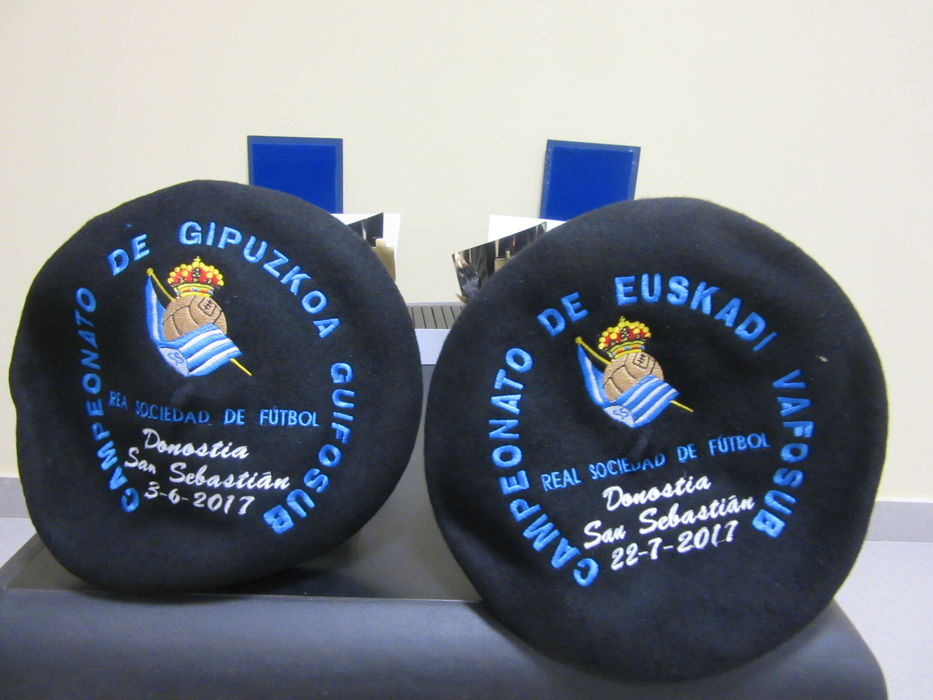 CAMPEONATO DE GIPUZKOA GUIFOSUB
REA SOCIEDAD DE FÚTBOL
Donostia
San Sebastián
3-6-2017
CAMPEONATO DE EUSKADI VAFOSUB
REAL SOCIEDAD DE FÚTBOL
Donostia
San Sebastián
22-7-2017